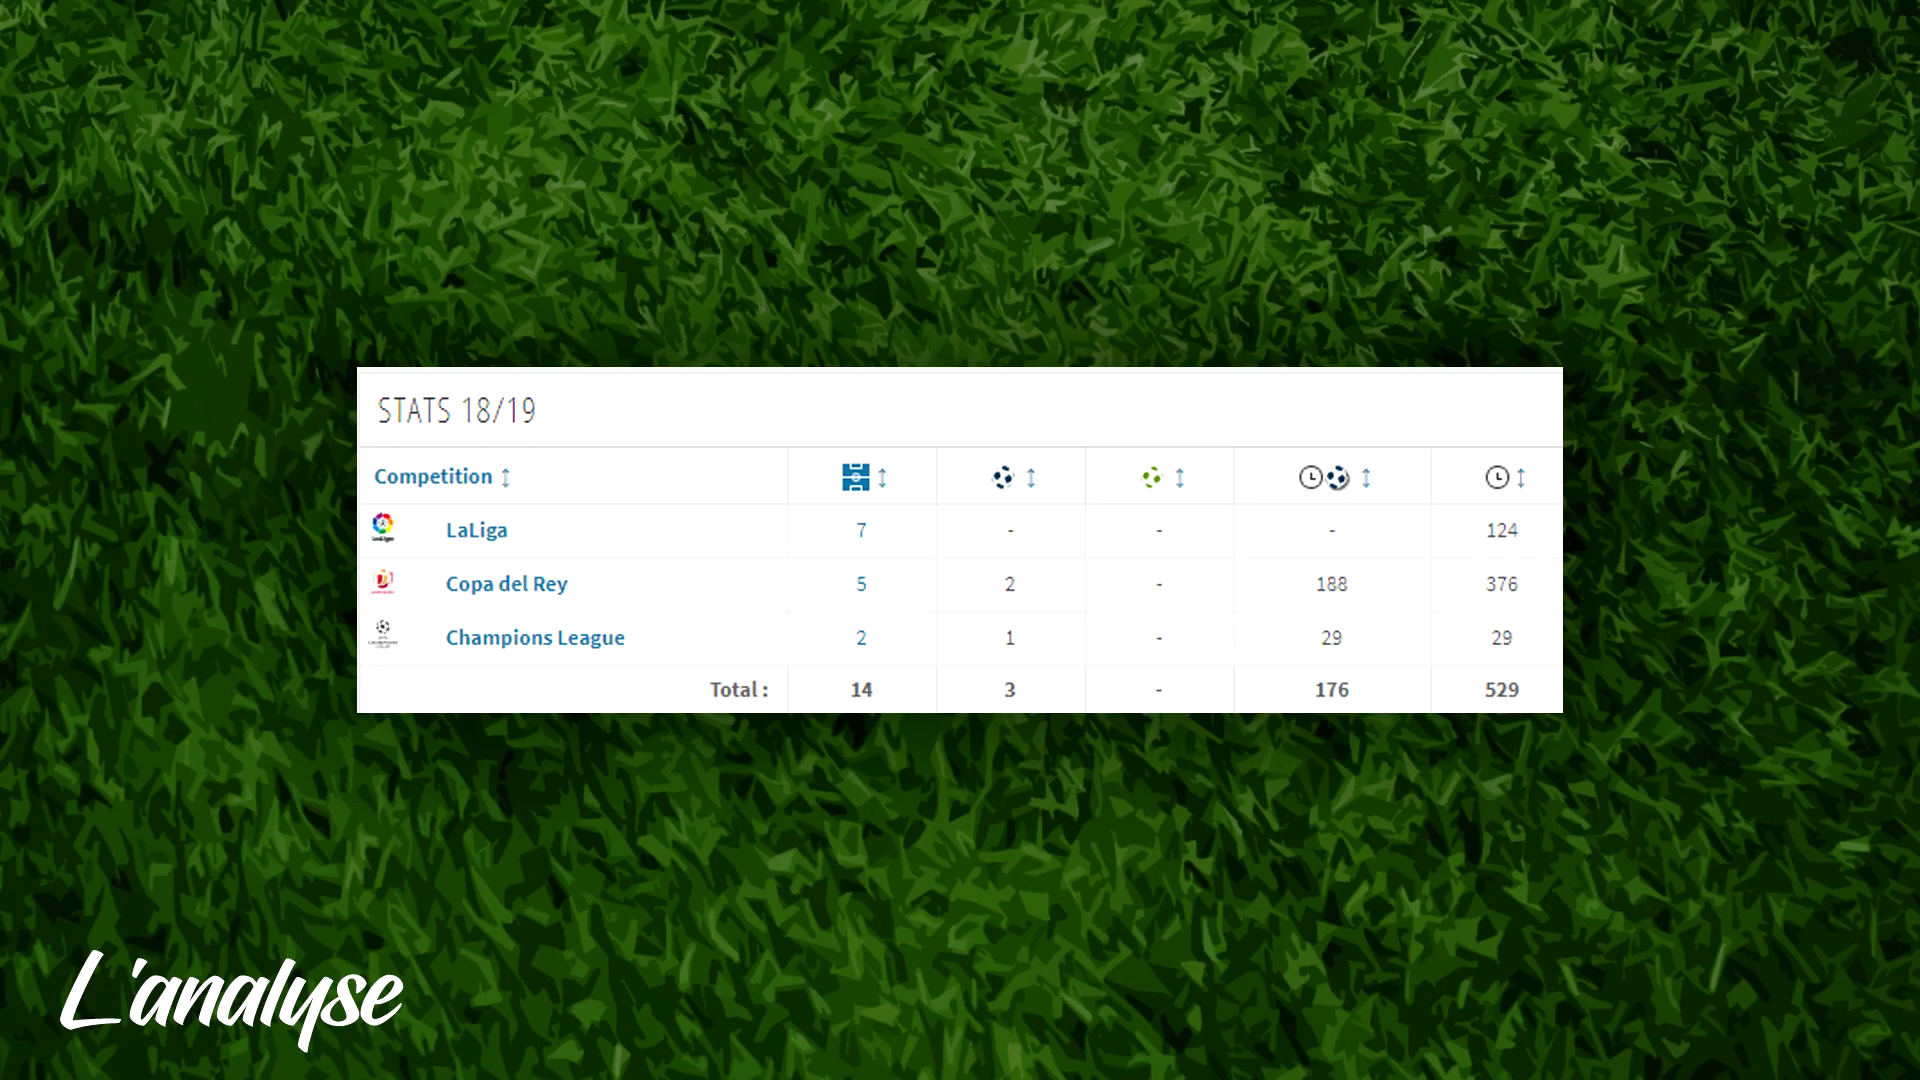 STATS 18/19
Competition
LaLiga 7 - - - 124
Copa del Rey 5 2 - 188 376
Champions League 2 1 - 29 29
Total : 14 3 - 176 529
L'analyse